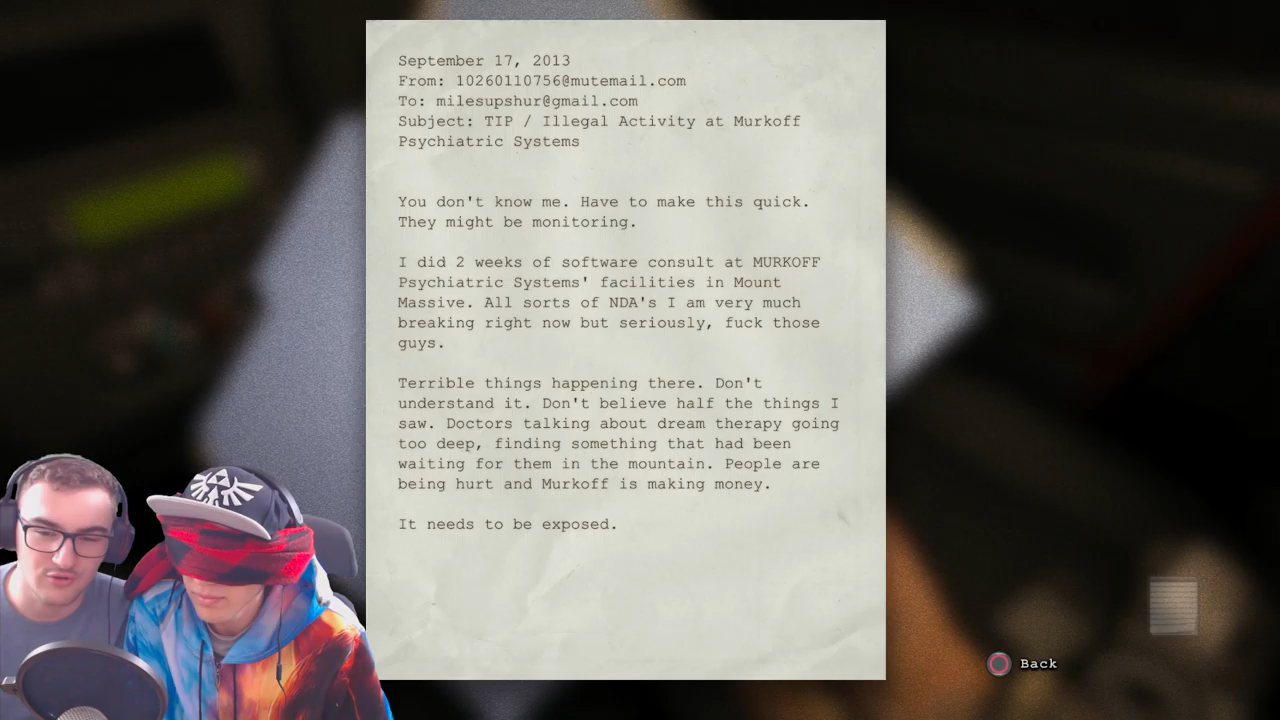 September 17, 2013
From: 10260110756@mutemail.com
To: milesupshur@gmail.com
Subject: TIP / Illegal Activity at Murkoff
Psychiatric Systems
You don't know me. Have to make this quick.
They might be monitoring.
I did 2 weeks of software consult at MURKOFF
Psychiatric Systems' facilities in Mount
Massive. All sorts of NDA's I am very much
breaking right now but seriously, fuck those
guys.
Terrible things happening there. Don't
understand it. Don't believe half the things I
saw. Doctors talking about dream therapy going
too deep, finding something that had been
waiting for them in the mountain. People are
being hurt and Murkoff is making money.
It needs to be exposed.
Back